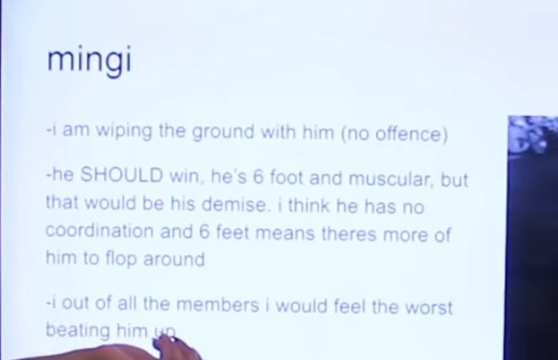 mingi
-i am wiping the ground with him (no offence)
-he SHOULD win, he's 6 foot and muscular, but
that would be his demise. i think he has no
coordination and 6 feet means theres more of
him to flop around
-i out of all the members i would feel the worst
beating him up